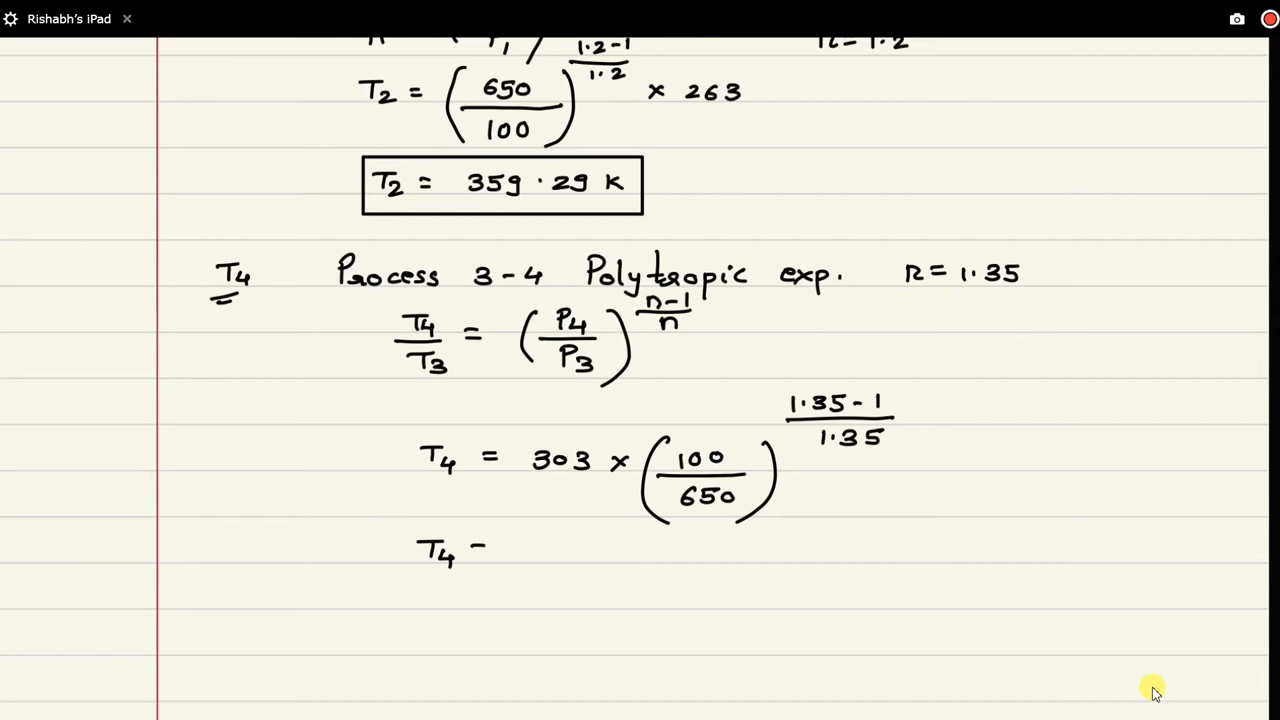 Rishabh's iPad ×
1.2-1
P1 / 1.2 n=1.2
T2 = (650/100) × 263
T2 = 359.29 K
T4 Process 3-4 Polytropic exp. n=1.35
T4/T3 = (P4/P3)^(n-1/n)
T4 = 303 × (100/650)^(1.35-1/1.35)
T4 -